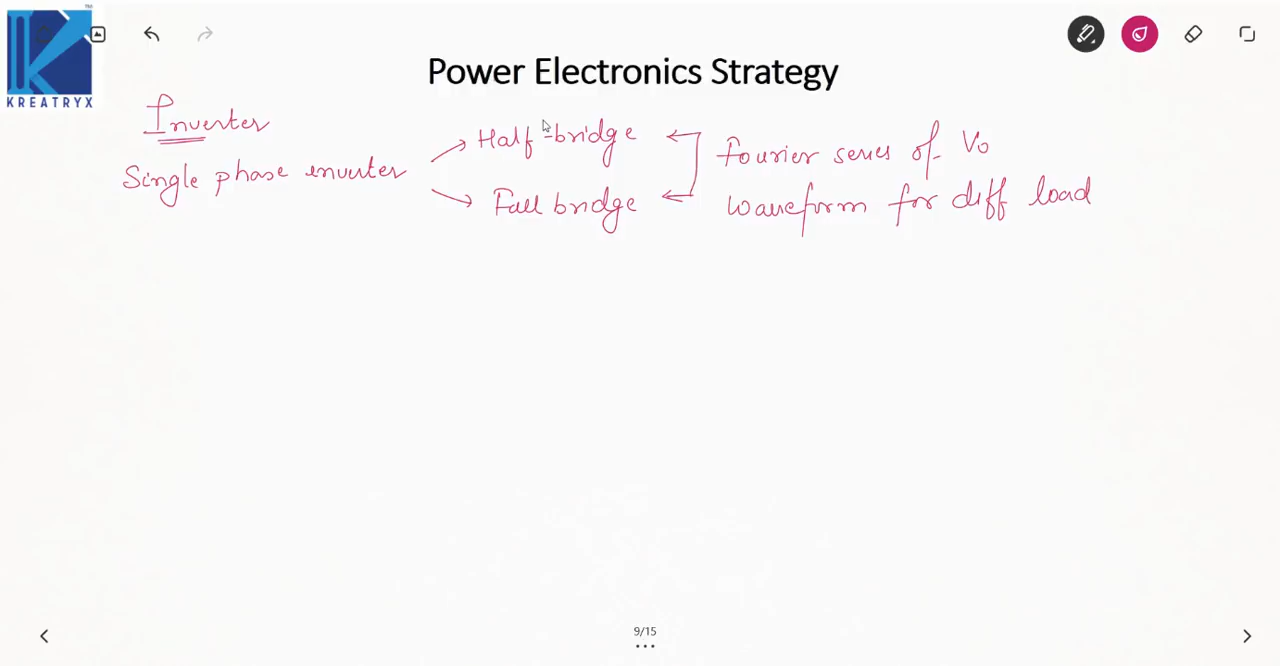 TM
KREATRYX
Power Electronics Strategy
Inverter
Single phase inverter
Half-bridge
Full bridge
Fourier series of Vo
waveform for diff load
9/15